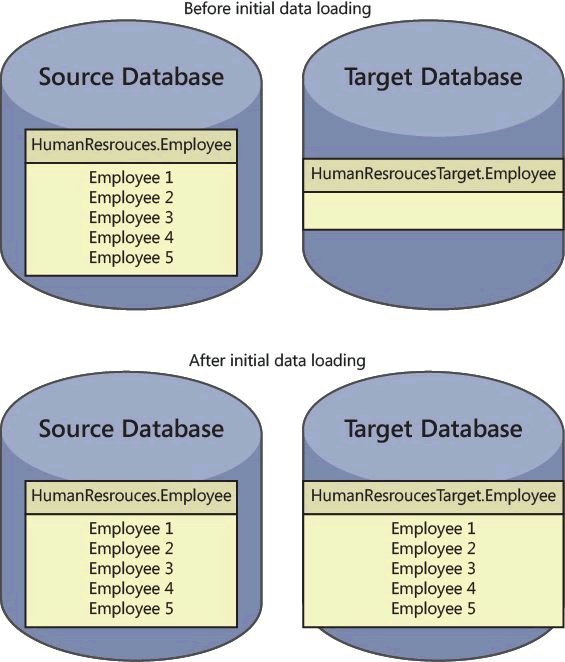 Before initial data loading
Source Database
HumanResrouces.Employee
Employee 1
Employee 2
Employee 3
Employee 4
Employee 5
Target Database
HumanResroucesTarget.Employee
After initial data loading
Source Database
HumanResrouces.Employee
Employee 1
Employee 2
Employee 3
Employee 4
Employee 5
Target Database
HumanResroucesTarget.Employee
Employee 1
Employee 2
Employee 3
Employee 4
Employee 5